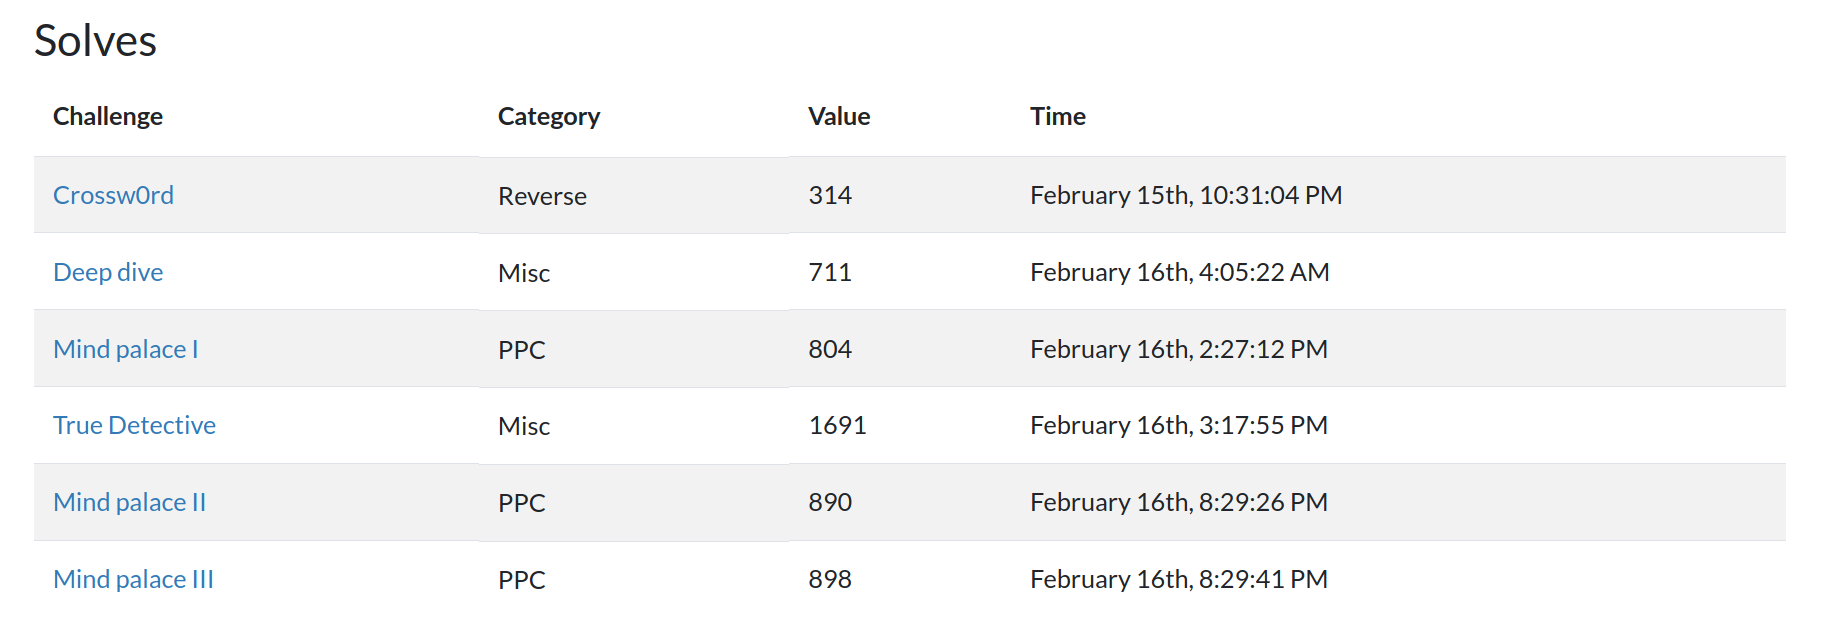 Solves
Challenge Category Value Time
Crossw0rd Reverse 314 February 15th, 10:31:04 PM
Deep dive Misc 711 February 16th, 4:05:22 AM
Mind palace I PPC 804 February 16th, 2:27:12 PM
True Detective Misc 1691 February 16th, 3:17:55 PM
Mind palace II PPC 890 February 16th, 8:29:26 PM
Mind palace III PPC 898 February 16th, 8:29:41 PM